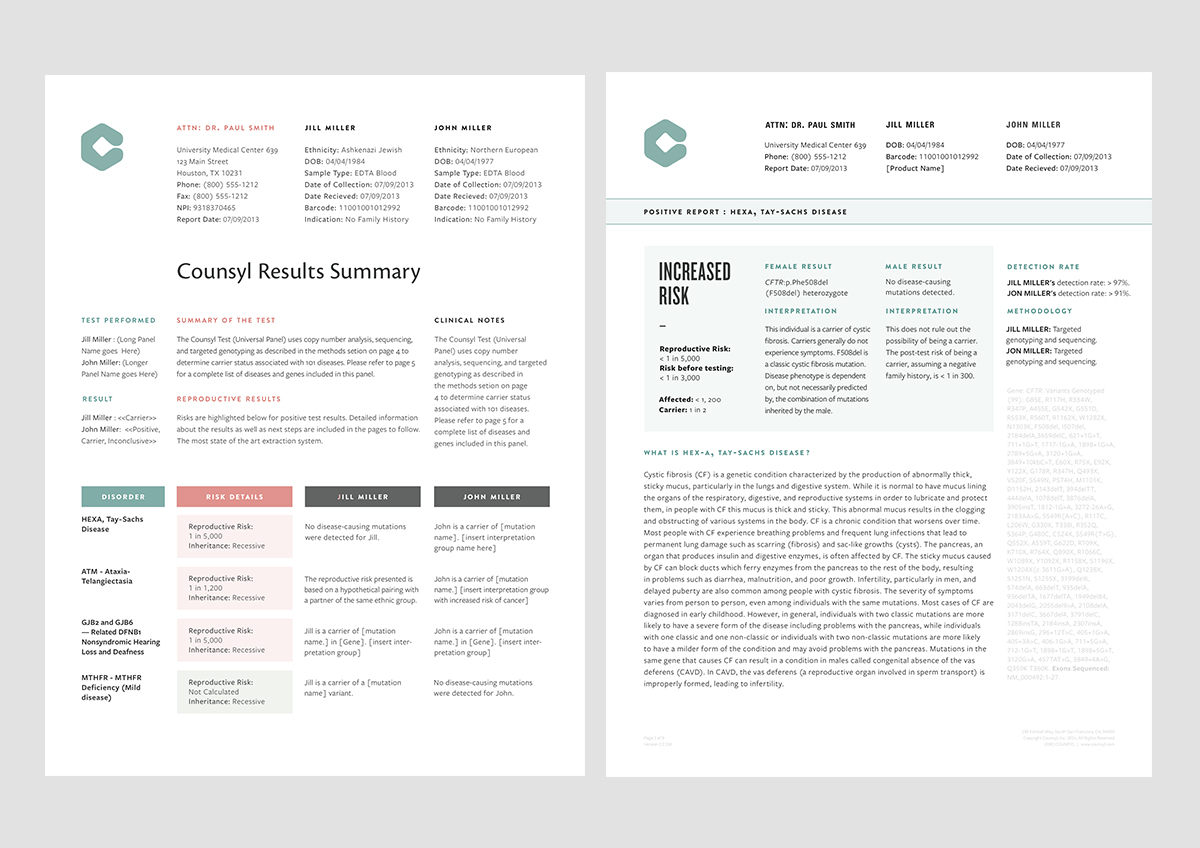 ATTN: DR. PAUL SMITH
University Medical Center 639
123 Main Street
Houston, TX 10231
Phone: (800) 555-1212
Fax: (800) 555-1212
NPI: 9318370465
Report Date: 07/09/2013
JILL MILLER
Ethnicity: Ashkenazi Jewish
DOB: 04/04/1984
Sample Type: EDTA Blood
Date of Collection: 07/09/2013
Date Recieved: 07/09/2013
Barcode: 11001001012992
Indication: No Family History
JOHN MILLER
Ethnicity: Northern European
DOB: 04/04/1977
Sample Type: EDTA Blood
Date of Collection: 07/09/2013
Date Recieved: 07/09/2013
Barcode: 11001001012992
Indication: No Family History
Counsyl Results Summary
TEST PERFORMED
Jill Miller : (Long Panel
Name goes Here)
John Miller: (Longer
Panel Name goes Here)
SUMMARY OF THE TEST
The Counsyl Test (Universal Panel) uses copy number analysis, sequencing,
and targeted genotyping as described in the methods setion on page 4 to
determine carrier status associated with 101 diseases. Please refer to page 5
for a complete list of diseases and genes included in this panel.
CLINICAL NOTES
The Counsyl Test (Universal
Panel) uses copy number
analysis, sequencing, and targeted
genotyping as described in
the methods setion on page
4 to determine carrier status
associated with 101 diseases.
Please refer to page 5 for a
complete list of diseases and
genes included in this panel.
RESULT
Jill Miller : <<Carrier>>
John Miller: <<Positive,
Carrier, Inconclusive>>
REPRODUCTIVE RESULTS
Risks are highlighted below for positive test results. Detailed information
about the results as well as next steps are included in the pages to follow.
The most state of the art extraction system.
DISORDER
RISK DETAILS
JILL MILLER
JOHN MILLER
HEXA, Tay-Sachs
Disease
Reproductive Risk:
1 in 5,000
Inheritance: Recessive
No disease-causing mutations
were detected for Jill.
John is a carrier of [mutation
name]. [insert interpretation
group name here]
ATM - Ataxia-
Telangiectasia
Reproductive Risk:
1 in 1,200
Inheritance: Recessive
The reproductive risk presented is
based on a hypothetical pairing with
a partner of the same ethnic group.
John is a carrier of [mutation
name.] [insert interpretation group
with increased risk of cancer]
GJB2 and GJB6
— Related DFNB1
Nonsyndromic Hearing
Loss and Deafness
Reproductive Risk:
1 in 5,000
Inheritance: Recessive
Jill is a carrier of [mutation
name.] in [Gene]. [insert inter-
pretation group]
John is a carrier of [mutation
name.] in [Gene]. [insert inter-
pretation group]
MTHFR - MTHFR
Deficiency (Mild
disease)
Reproductive Risk:
Not Calculated
Inheritance: Recessive
Jill is a carrier of a [mutation
name] variant.
No disease-causing mutations
were detected for John.
ATTN: DR. PAUL SMITH
University Medical Center 639
Phone: (800) 555-1212
Report Date: 07/09/2013
JILL MILLER
DOB: 04/04/1984
Barcode: 11001001012992
[Product Name]
JOHN MILLER
DOB: 04/04/1977
Date of Collection: 07/09/2013
Date Recieved: 07/09/2013
POSITIVE REPORT : HEXA, TAY-SACHS DISEASE
INCREASED
RISK
–
Reproductive Risk:
< 1 in 5,000
Risk before testing:
< 1 in 3,000
Affected: < 1, 200
Carrier: 1 in 2
FEMALE RESULT
CFTR:p.Phe508del
(F508del) heterozygote
INTERPRETATION
This individual is a carrier of cystic
fibrosis. Carriers generally do not
experience symptoms. F508del is
a classic cystic fibrosis mutation.
Disease phenotype is dependent
on, but not necessarily predicted
by, the combination of mutations
inherited by the male.
MALE RESULT
No disease-causing
mutations detected.
INTERPRETATION
This does not rule out the
possibility of being a carrier.
The post-test risk of being a
carrier, assuming a negative
family history, is < 1 in 300.
DETECTION RATE
JILL MILLER's detection rate: > 97%.
JON MILLER's detection rate: > 91%.
METHODOLOGY
JILL MILLER: Targeted
genotyping and sequencing.
JON MILLER: Targeted
genotyping and sequencing.
Gene: CFTR. Variants Genotyped
WHAT IS HEX-A, TAY-SACHS DISEASE?
Cystic fibrosis (CF) is a genetic condition characterized by the production of abnormally thick,
sticky mucus, particularly in the lungs and digestive system. While it is normal to have mucus lining
the organs of the respiratory, digestive, and reproductive systems in order to lubricate and protect
them, in people with CF this mucus is thick and sticky. This abnormal mucus results in the clogging
and obstructing of various systems in the body. CF is a chronic condition that worsens over time.
Most people with CF experience breathing problems and frequent lung infections that lead to
permanent lung damage such as scarring (fibrosis) and sac-like growths (cysts). The pancreas, an
organ that produces insulin and digestive enzymes, is often affected by CF. The sticky mucus caused
by CF can block ducts which ferry enzymes from the pancreas to the rest of the body, resulting
in problems such as diarrhea, malnutrition, and poor growth. Infertility, particularly in men, and
delayed puberty are also common among people with cystic fibrosis. The severity of symptoms
varies from person to person, even among individuals with the same mutations. Most cases of CF are
diagnosed in early childhood. However, in general, individuals with two classic mutations are more
likely to have a severe form of the disease including problems with the pancreas, while individuals
with one classic and one non-classic or individuals with two non-classic mutations are more likely
to have a milder form of the condition and may avoid problems with the pancreas. Mutations in the
same gene that causes CF can result in a condition in males called congenital absence of the vas
deferens (CAVD). In CAVD, the vas deferens (a reproductive organ involved in sperm transport) is
improperly formed, leading to infertility.
Exons Sequenced: